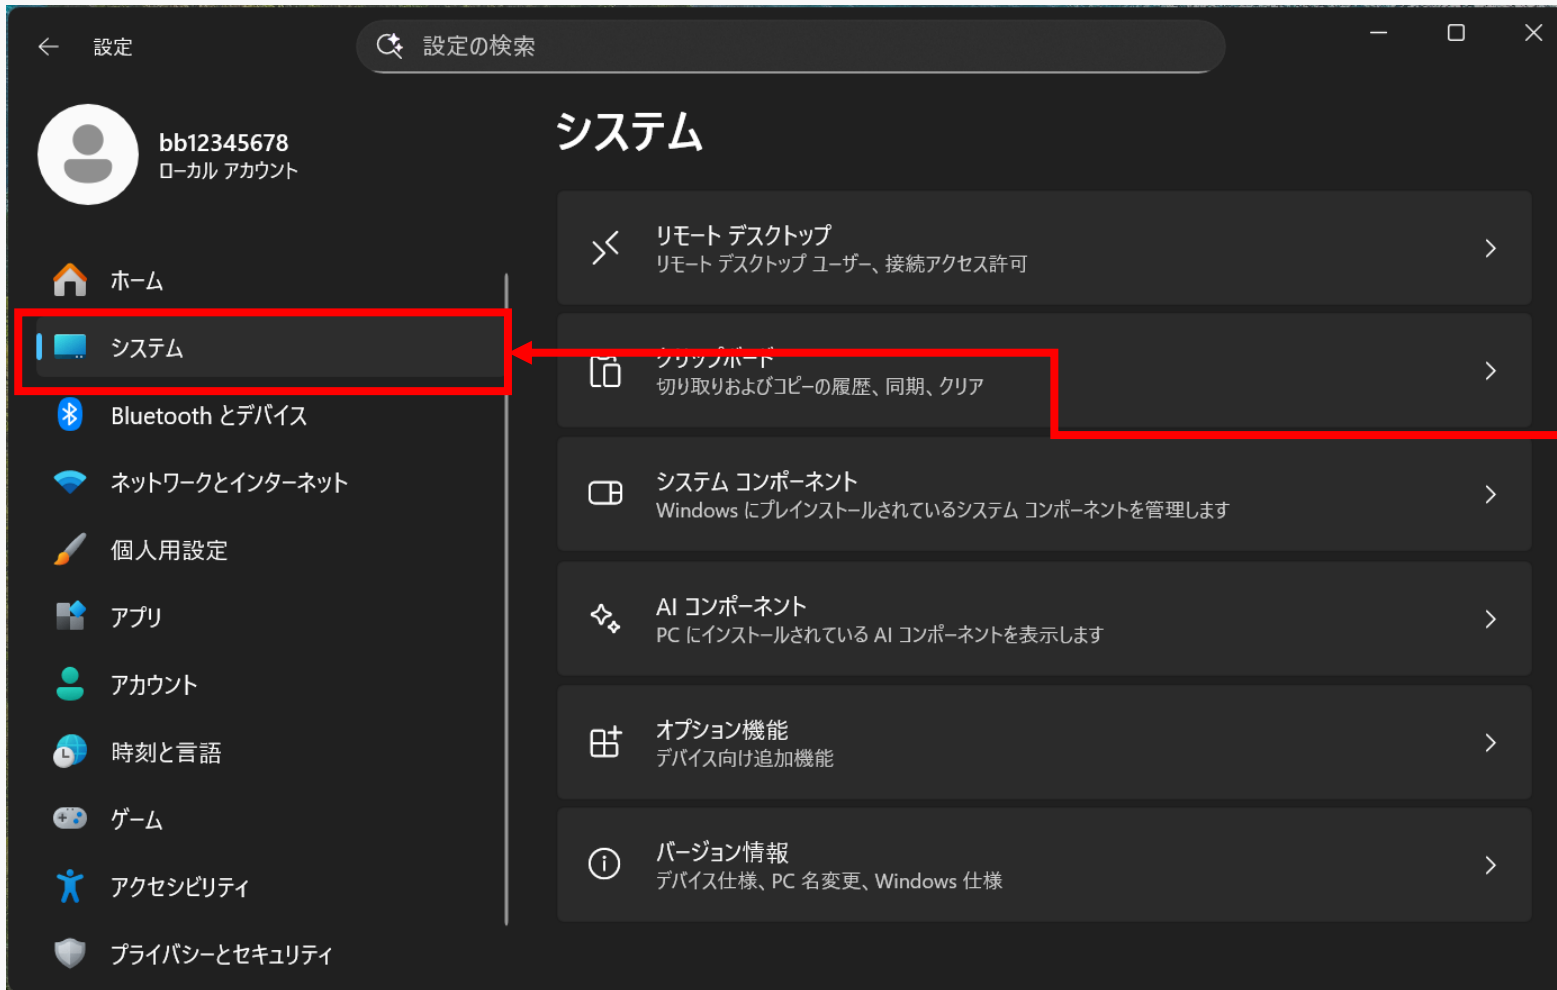 設定
設定の検索
bb12345678
ローカル アカウント
ホーム
システム
Bluetooth とデバイス
ネットワークとインターネット
個人用設定
アプリ
アカウント
時刻と言語
ゲーム
アクセシビリティ
プライバシーとセキュリティ
システム
リモート デスクトップ
リモート デスクトップ ユーザー、接続アクセス許可
クリップボード
切り取りおよびコピーの履歴、同期、クリア
システム コンポーネント
Windows にプレインストールされているシステム コンポーネントを管理します
AI コンポーネント
PC にインストールされている AI コンポーネントを表示します
オプション機能
デバイス向け追加機能
バージョン情報
デバイス仕様、PC 名変更、Windows 仕様